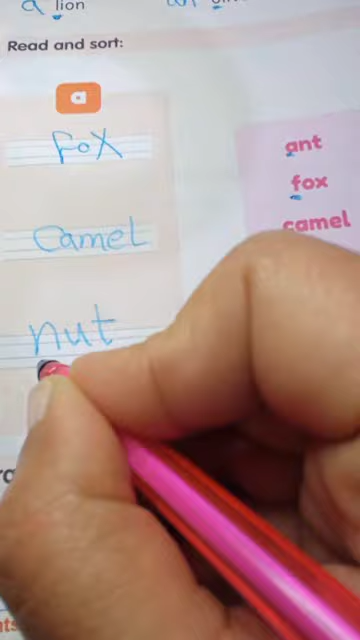 a lion
Read and sort:
a
Fox
ant
fox
camel
Camel
nut